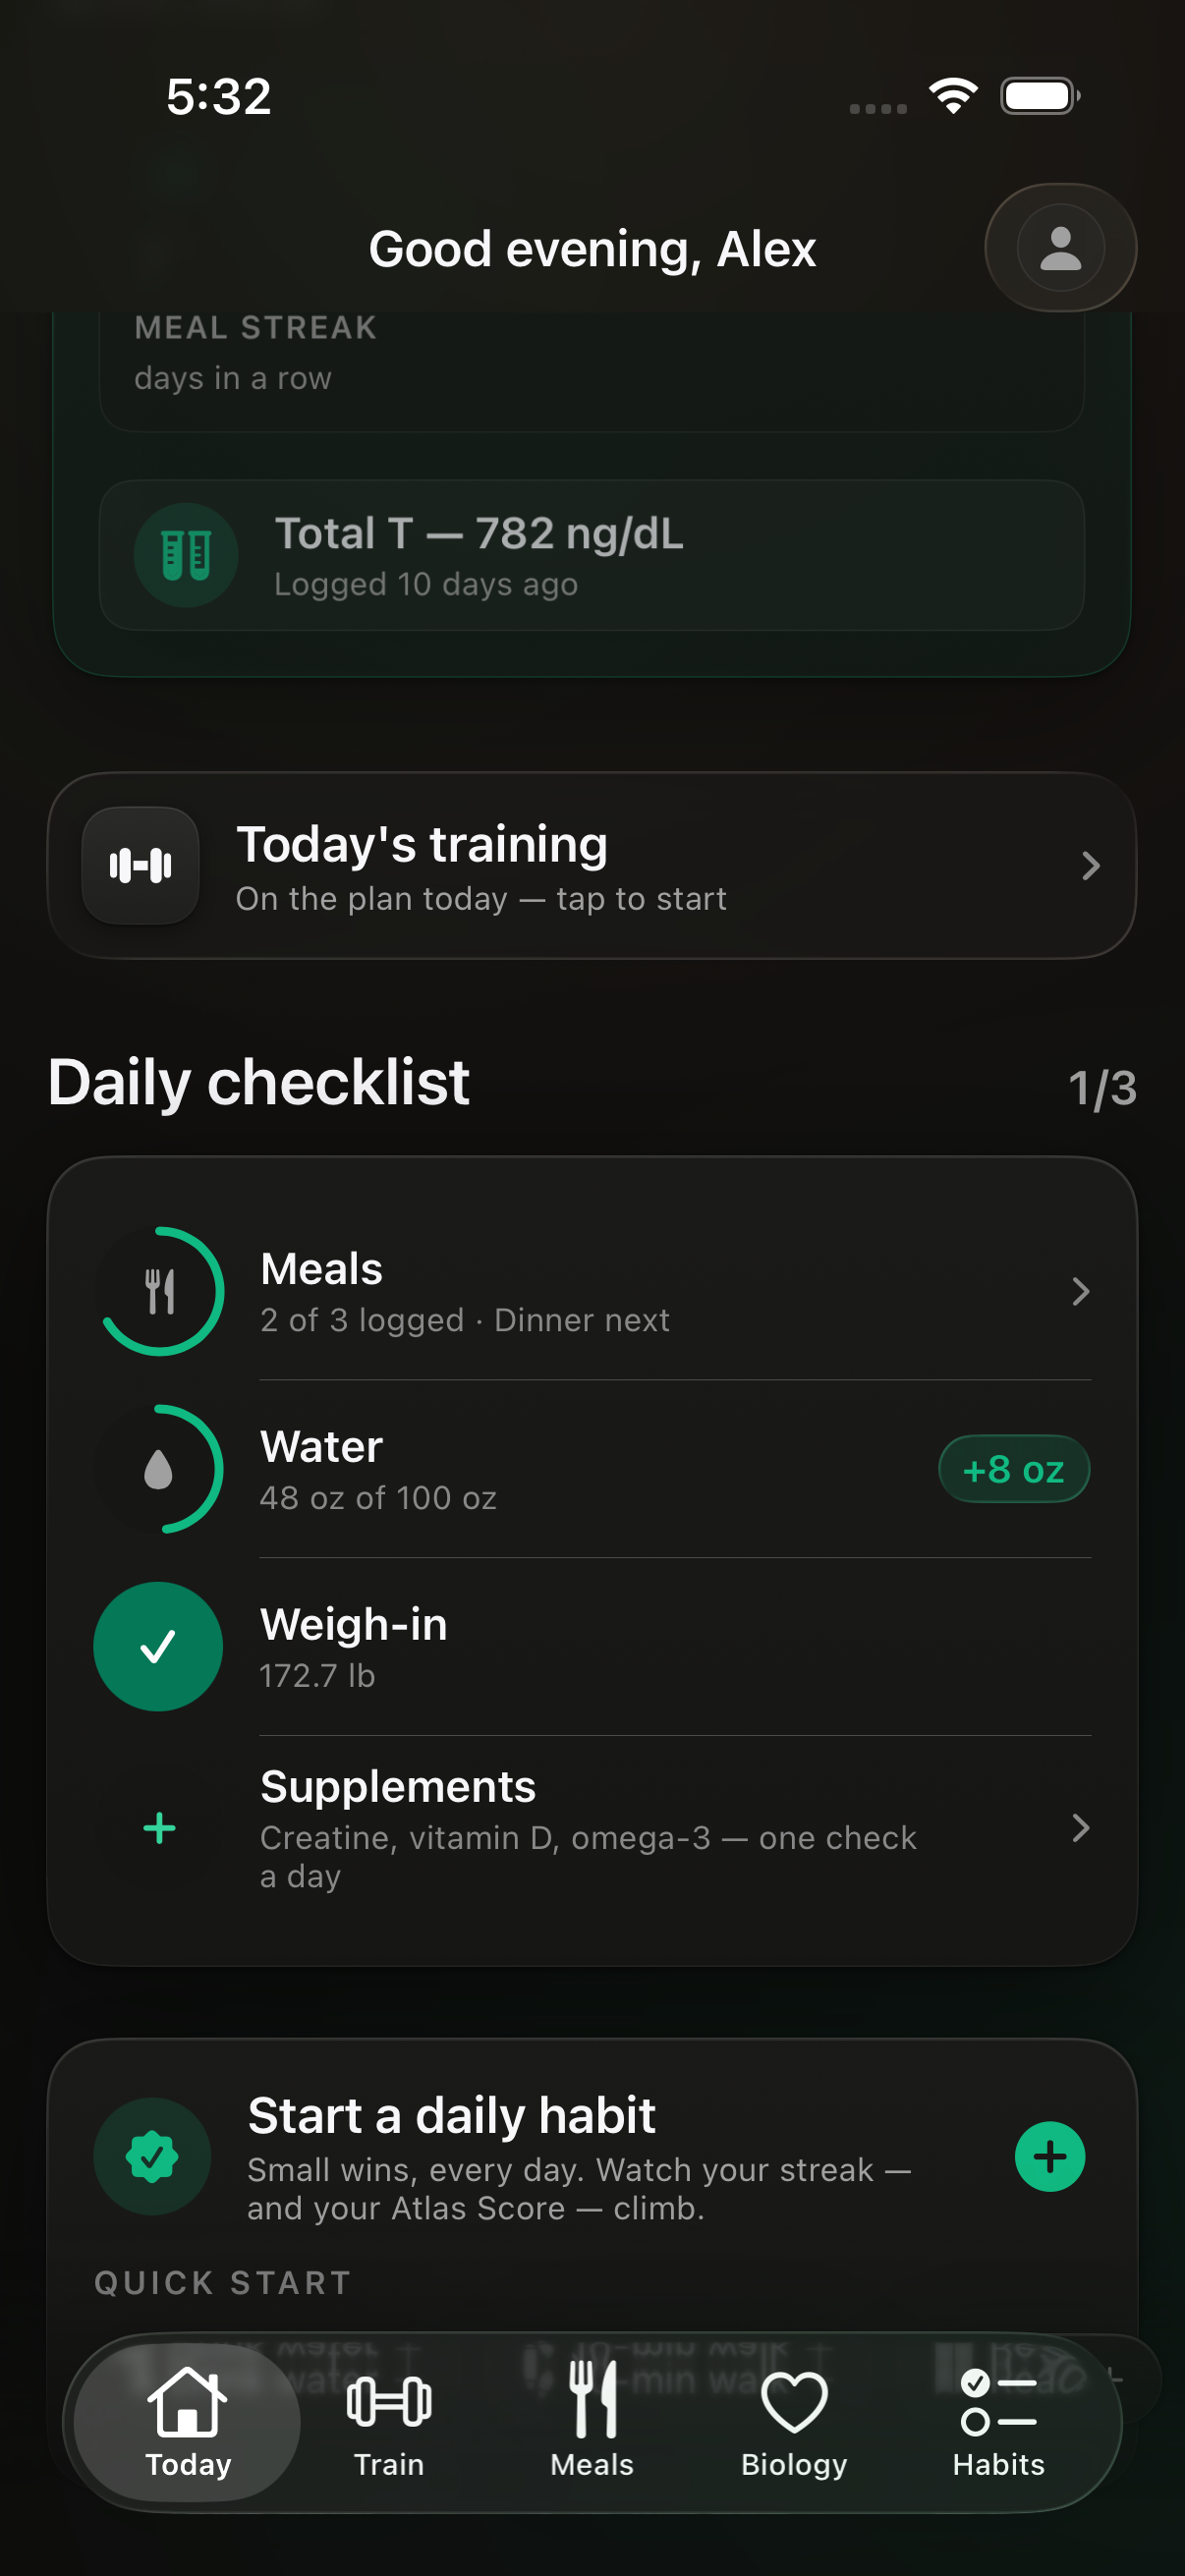 5:32
Good evening, Alex
MEAL STREAK
days in a row
Total T — 782 ng/dL
Logged 10 days ago
Today's training
On the plan today — tap to start
Daily checklist
1/3
Meals
2 of 3 logged · Dinner next
Water
48 oz of 100 oz
+8 oz
Weigh-in
172.7 lb
Supplements
Creatine, vitamin D, omega-3 — one check
a day
Start a daily habit
Small wins, every day. Watch your streak —
and your Atlas Score — climb.
QUICK START
Today
Train
Meals
Biology
Habits